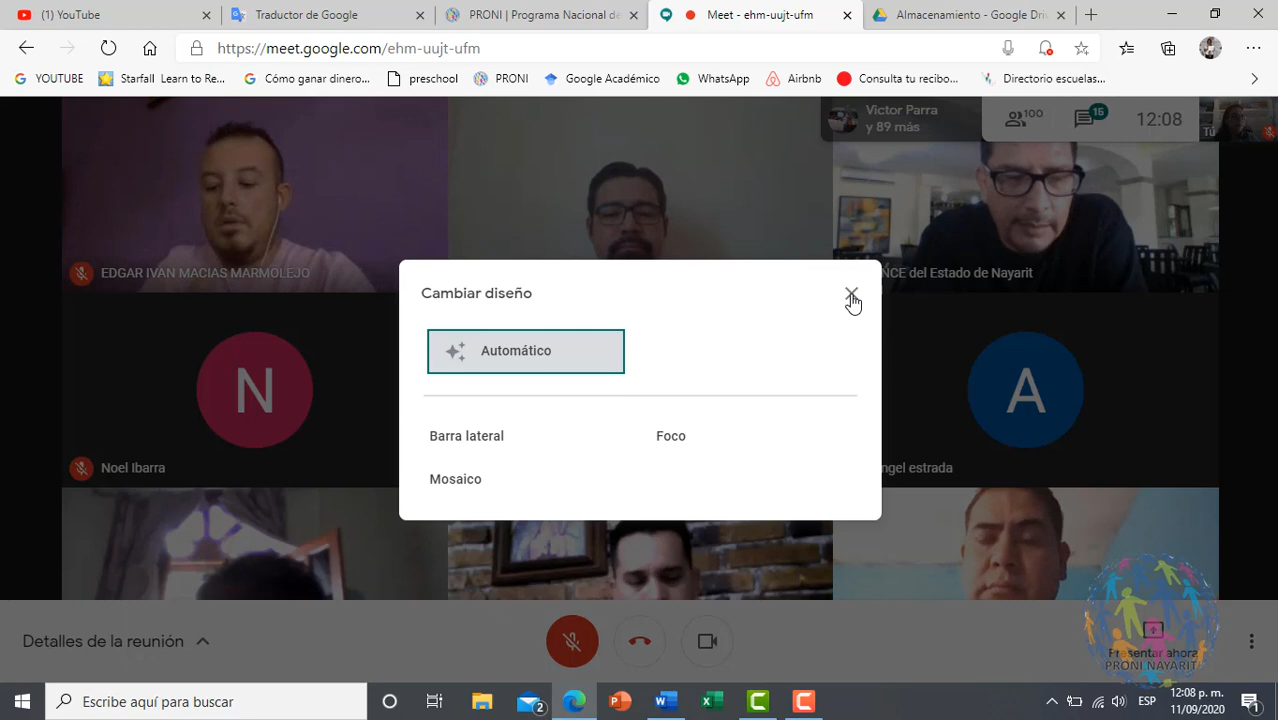 (1) YouTube
Traductor de Google
PRONI | Programa Nacional de
Meet - ehm-uujt-ufm
Almacenamiento - Google Dri
https://meet.google.com/ehm-uujt-ufm
YOUTUBE
Starfall Learn to Re...
Cómo ganar dinero...
preschool
PRONI
Google Académico
WhatsApp
Airbnb
Consulta tu recibo...
Directorio escuelas...
Victor Parra
y 89 más
100
15
12:08
Tú
EDGAR IVAN MACIAS MARMOLEJO
NCE del Estado de Nayarit
Cambiar diseño
Automático
Barra lateral
Foco
Mosaico
N
A
Noel Ibarra
ngel estrada
Detalles de la reunión
Presentar ahora
PRONI NAYARIT
Escribe aquí para buscar
2
ESP
12:08 p. m.
11/09/2020
1